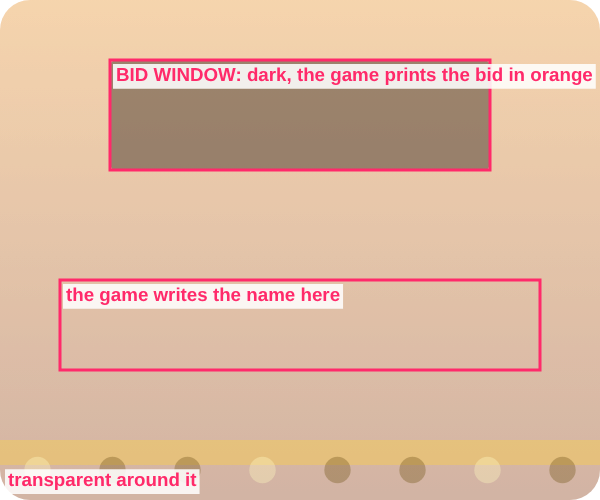 BID WINDOW: dark, the game prints the bid in orange
the game writes the name here
transparent around it